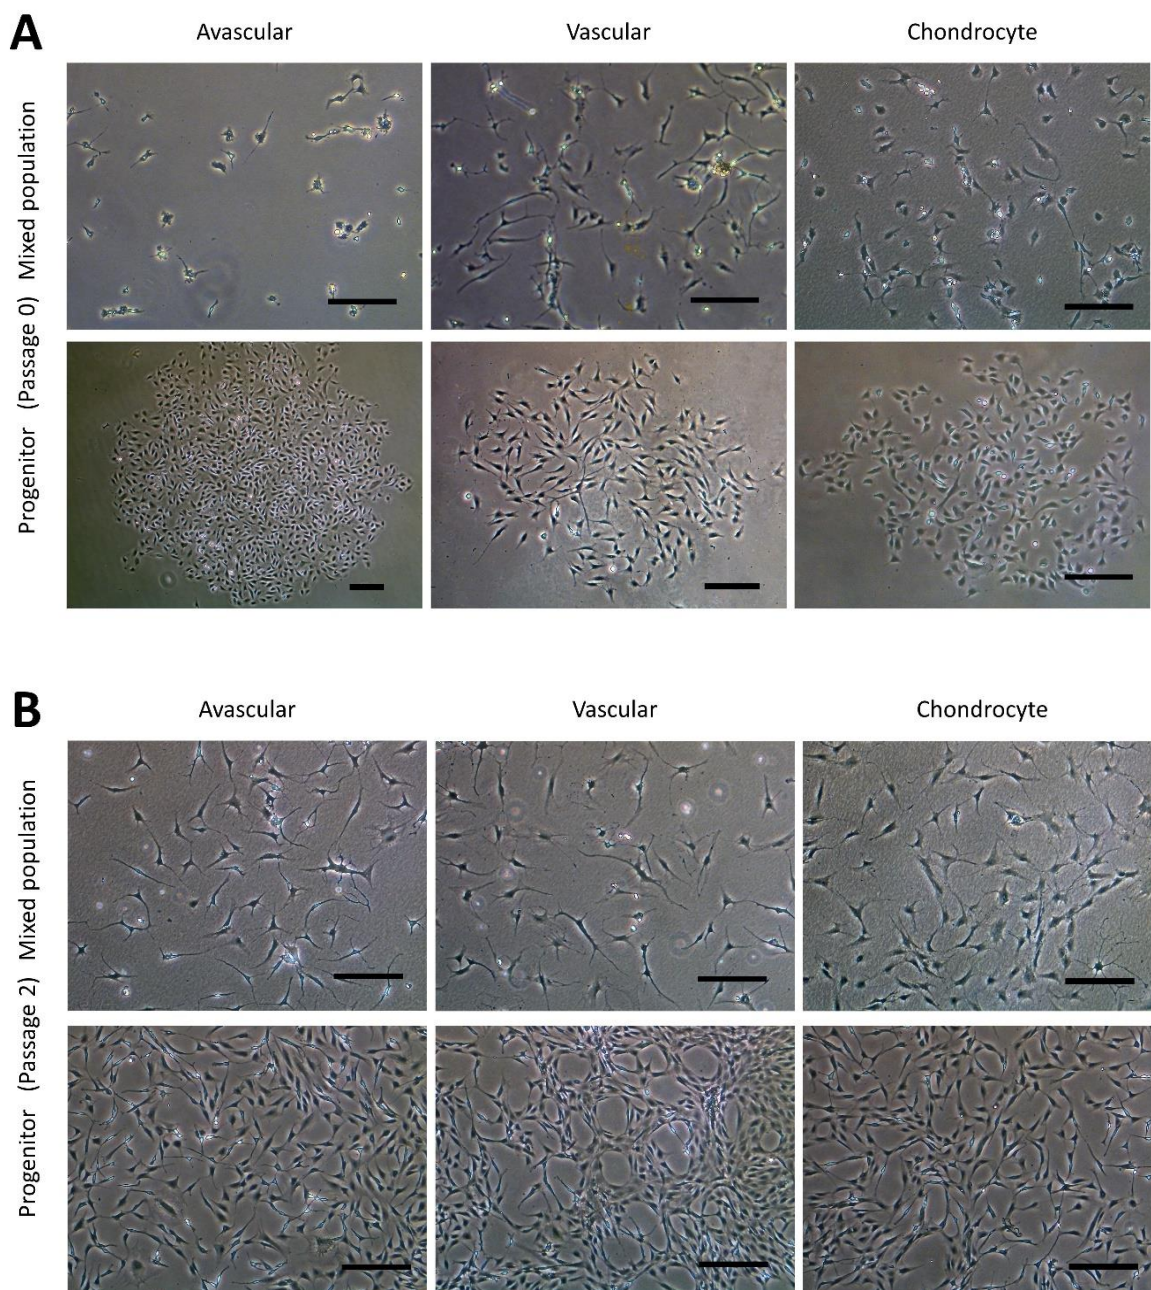 A
Avascular
Vascular
Chondrocyte
Progenitor (Passage 0) Mixed population
B
Avascular
Vascular
Chondrocyte
Progenitor (Passage 2) Mixed population